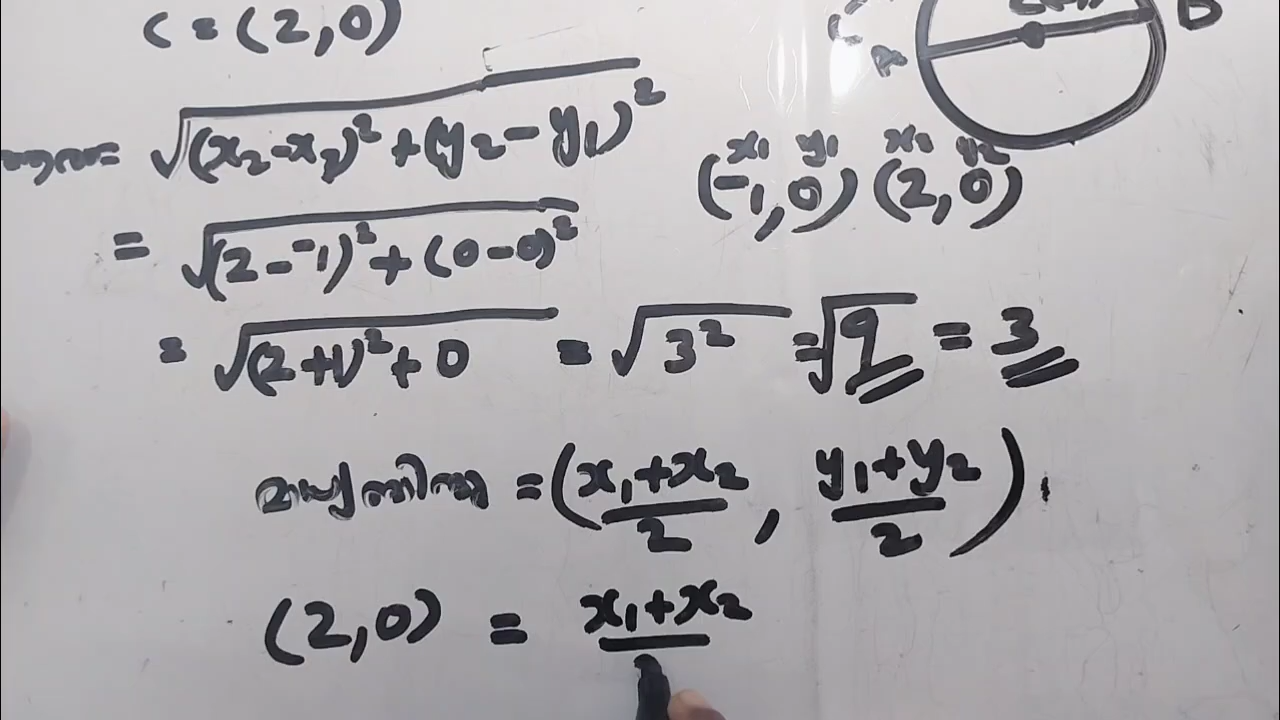 C = (2,0)
A B
= √(x₂-x₂)² + (y₂-y₁)²
x₁ y₁ x₂ y₂
(-1,0) (2,0)
= √(2--1)² + (0-0)²
= √(2+1)² + 0 = √3² = √9 = 3
മധ്യബിന്ദു = (x₁+x₂/2 , y₁+y₂/2)
(2,0) = x₁+x₂